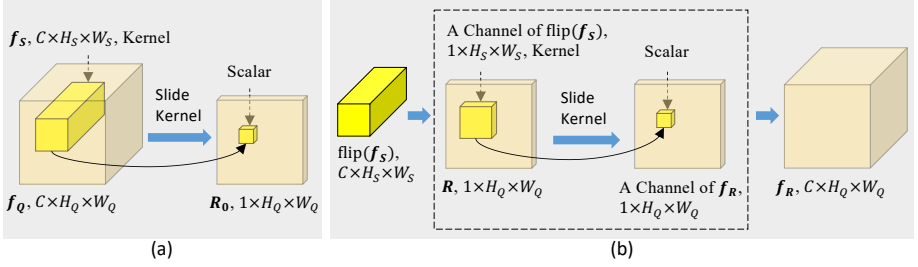 f_S, C×H_S×W_S, Kernel
Scalar
Slide
Kernel
f_Q, C×H_Q×W_Q
R_0, 1×H_Q×W_Q
(a)
flip(f_S),
C×H_S×W_S
A Channel of flip(f_S),
1×H_S×W_S, Kernel
Scalar
Slide
Kernel
R, 1×H_Q×W_Q
A Channel of f_R,
1×H_Q×W_Q
f_R, C×H_Q×W_Q
(b)